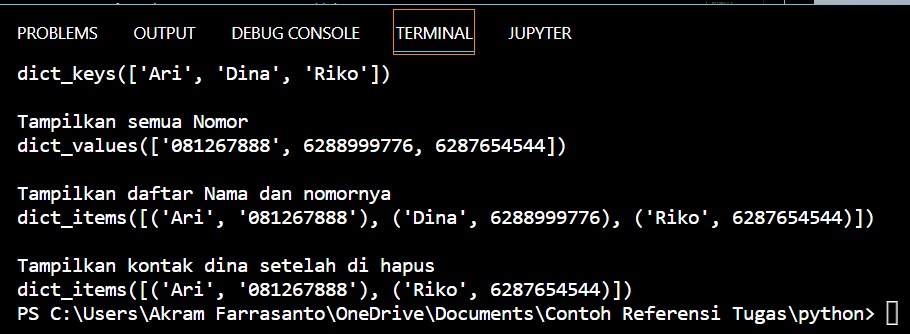 PROBLEMS OUTPUT DEBUG CONSOLE TERMINAL JUPYTER
dict_keys(['Ari', 'Dina', 'Riko'])
Tampilkan semua Nomor
dict_values(['081267888', 6288999776, 6287654544])
Tampilkan daftar Nama dan nomornya
dict_items([('Ari', '081267888'), ('Dina', 6288999776), ('Riko', 6287654544)])
Tampilkan kontak dina setelah di hapus
dict_items([('Ari', '081267888'), ('Riko', 6287654544)])
PS C:\Users\Akram Farrasanto\OneDrive\Documents\Contoh Referensi Tugas\python>